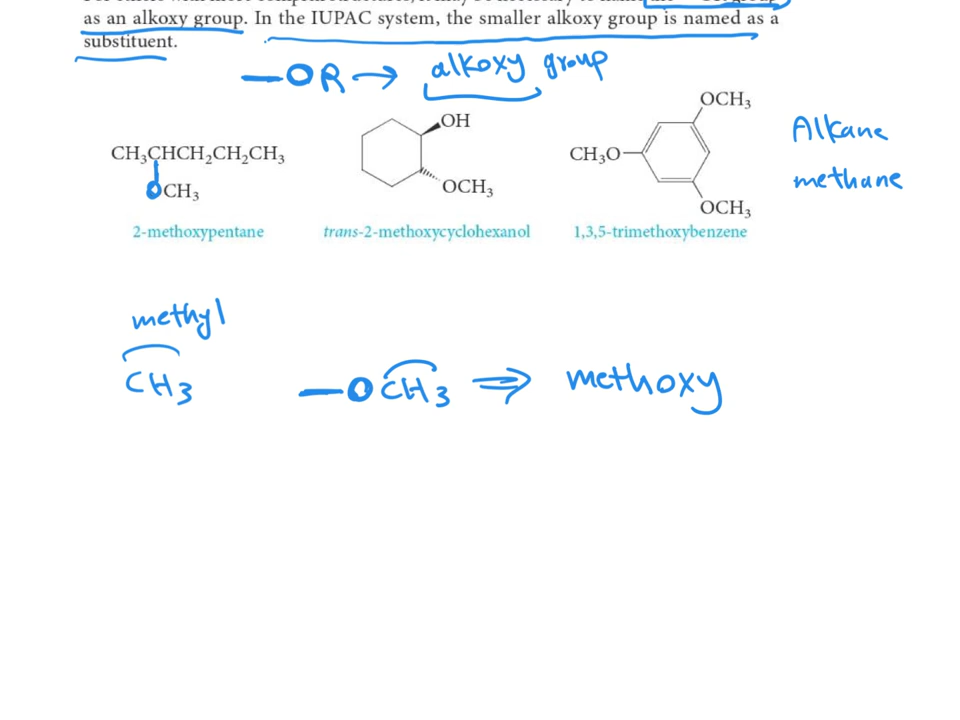 as an alkoxy group. In the IUPAC system, the smaller alkoxy group is named as a
substituent.
—OR → alkoxy group
OCH₃
OH
Alkane
CH₃CHCH₂CH₂CH₃
CH₃O
methane
OCH₃
OCH₃
OCH₃
2-methoxypentane
trans-2-methoxycyclohexanol
1,3,5-trimethoxybenzene
methyl
CH₃
—OCH₃ ⇒ methoxy